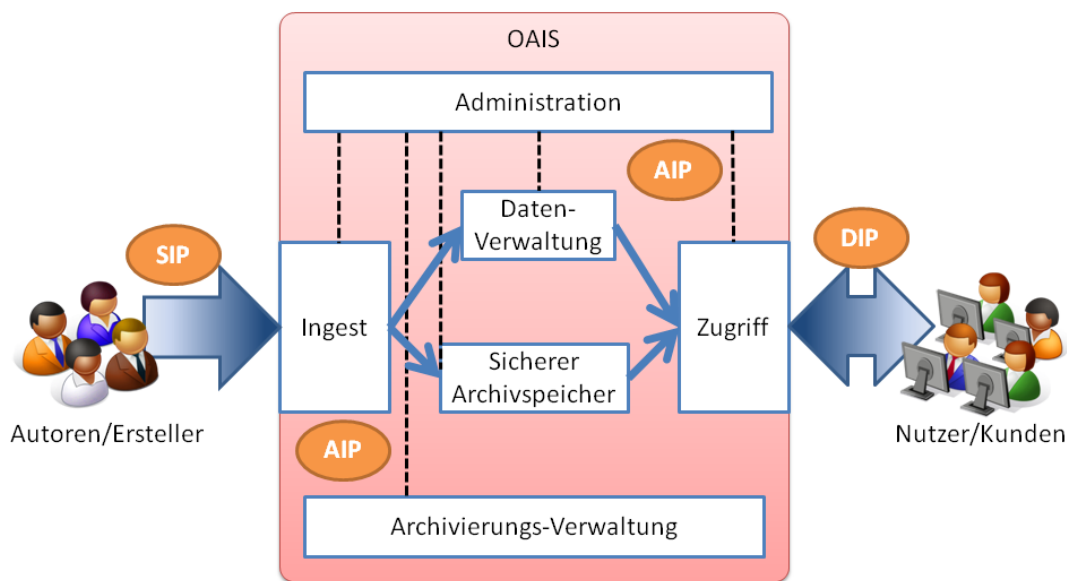 OAIS
Administration
AIP
Daten-
Verwaltung
SIP
DIP
Ingest
Zugriff
Sicherer
Archivspeicher
Autoren/Ersteller
Nutzer/Kunden
AIP
Archivierungs-Verwaltung